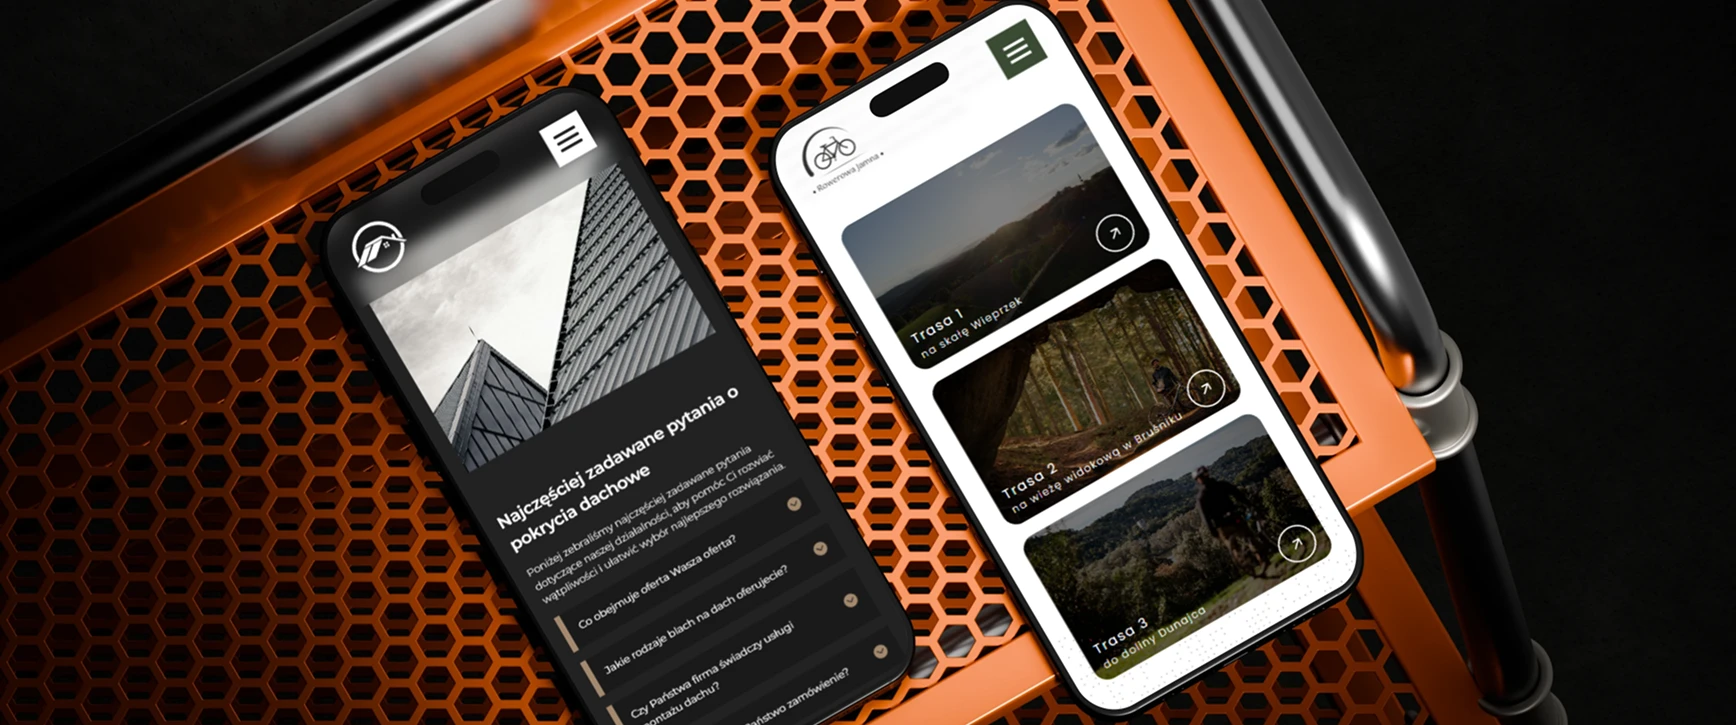 Najczęściej zadawane pytania o
pokrycia dachowe
Poniżej zebraliśmy najczęściej zadawane pytania
dotyczące naszej działalności, aby pomóc Ci rozwiać
wątpliwości i ułatwić wybór najlepszego rozwiązania.
Co obejmuje oferta Wasza oferta?
Jakie rodzaje blach na dach oferujecie?
Czy Państwa firma świadczy usługi
montażu dachu?
zamówienie?
• Rowerowa Jamna •
Trasa 1
na skałę Wieprzek
Trasa 2
na wieżę widokową w Bruśniku
Trasa 3
do doliny Dunajca